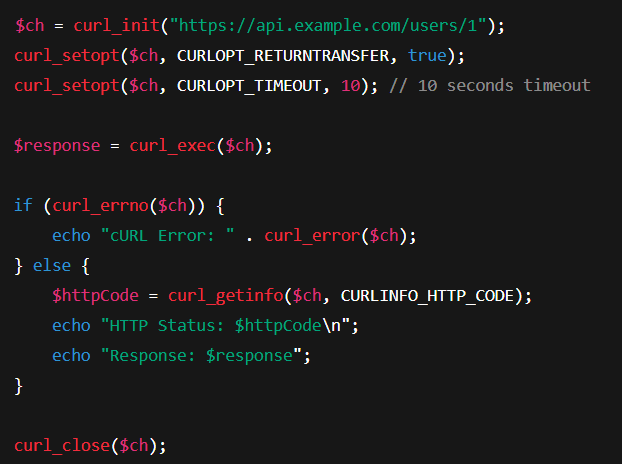 $ch = curl_init("https://api.example.com/users/1");
curl_setopt($ch, CURLOPT_RETURNTRANSFER, true);
curl_setopt($ch, CURLOPT_TIMEOUT, 10); // 10 seconds timeout

$response = curl_exec($ch);

if (curl_errno($ch)) {
    echo "cURL Error: " . curl_error($ch);
} else {
    $httpCode = curl_getinfo($ch, CURLINFO_HTTP_CODE);
    echo "HTTP Status: $httpCode\n";
    echo "Response: $response";
}

curl_close($ch);